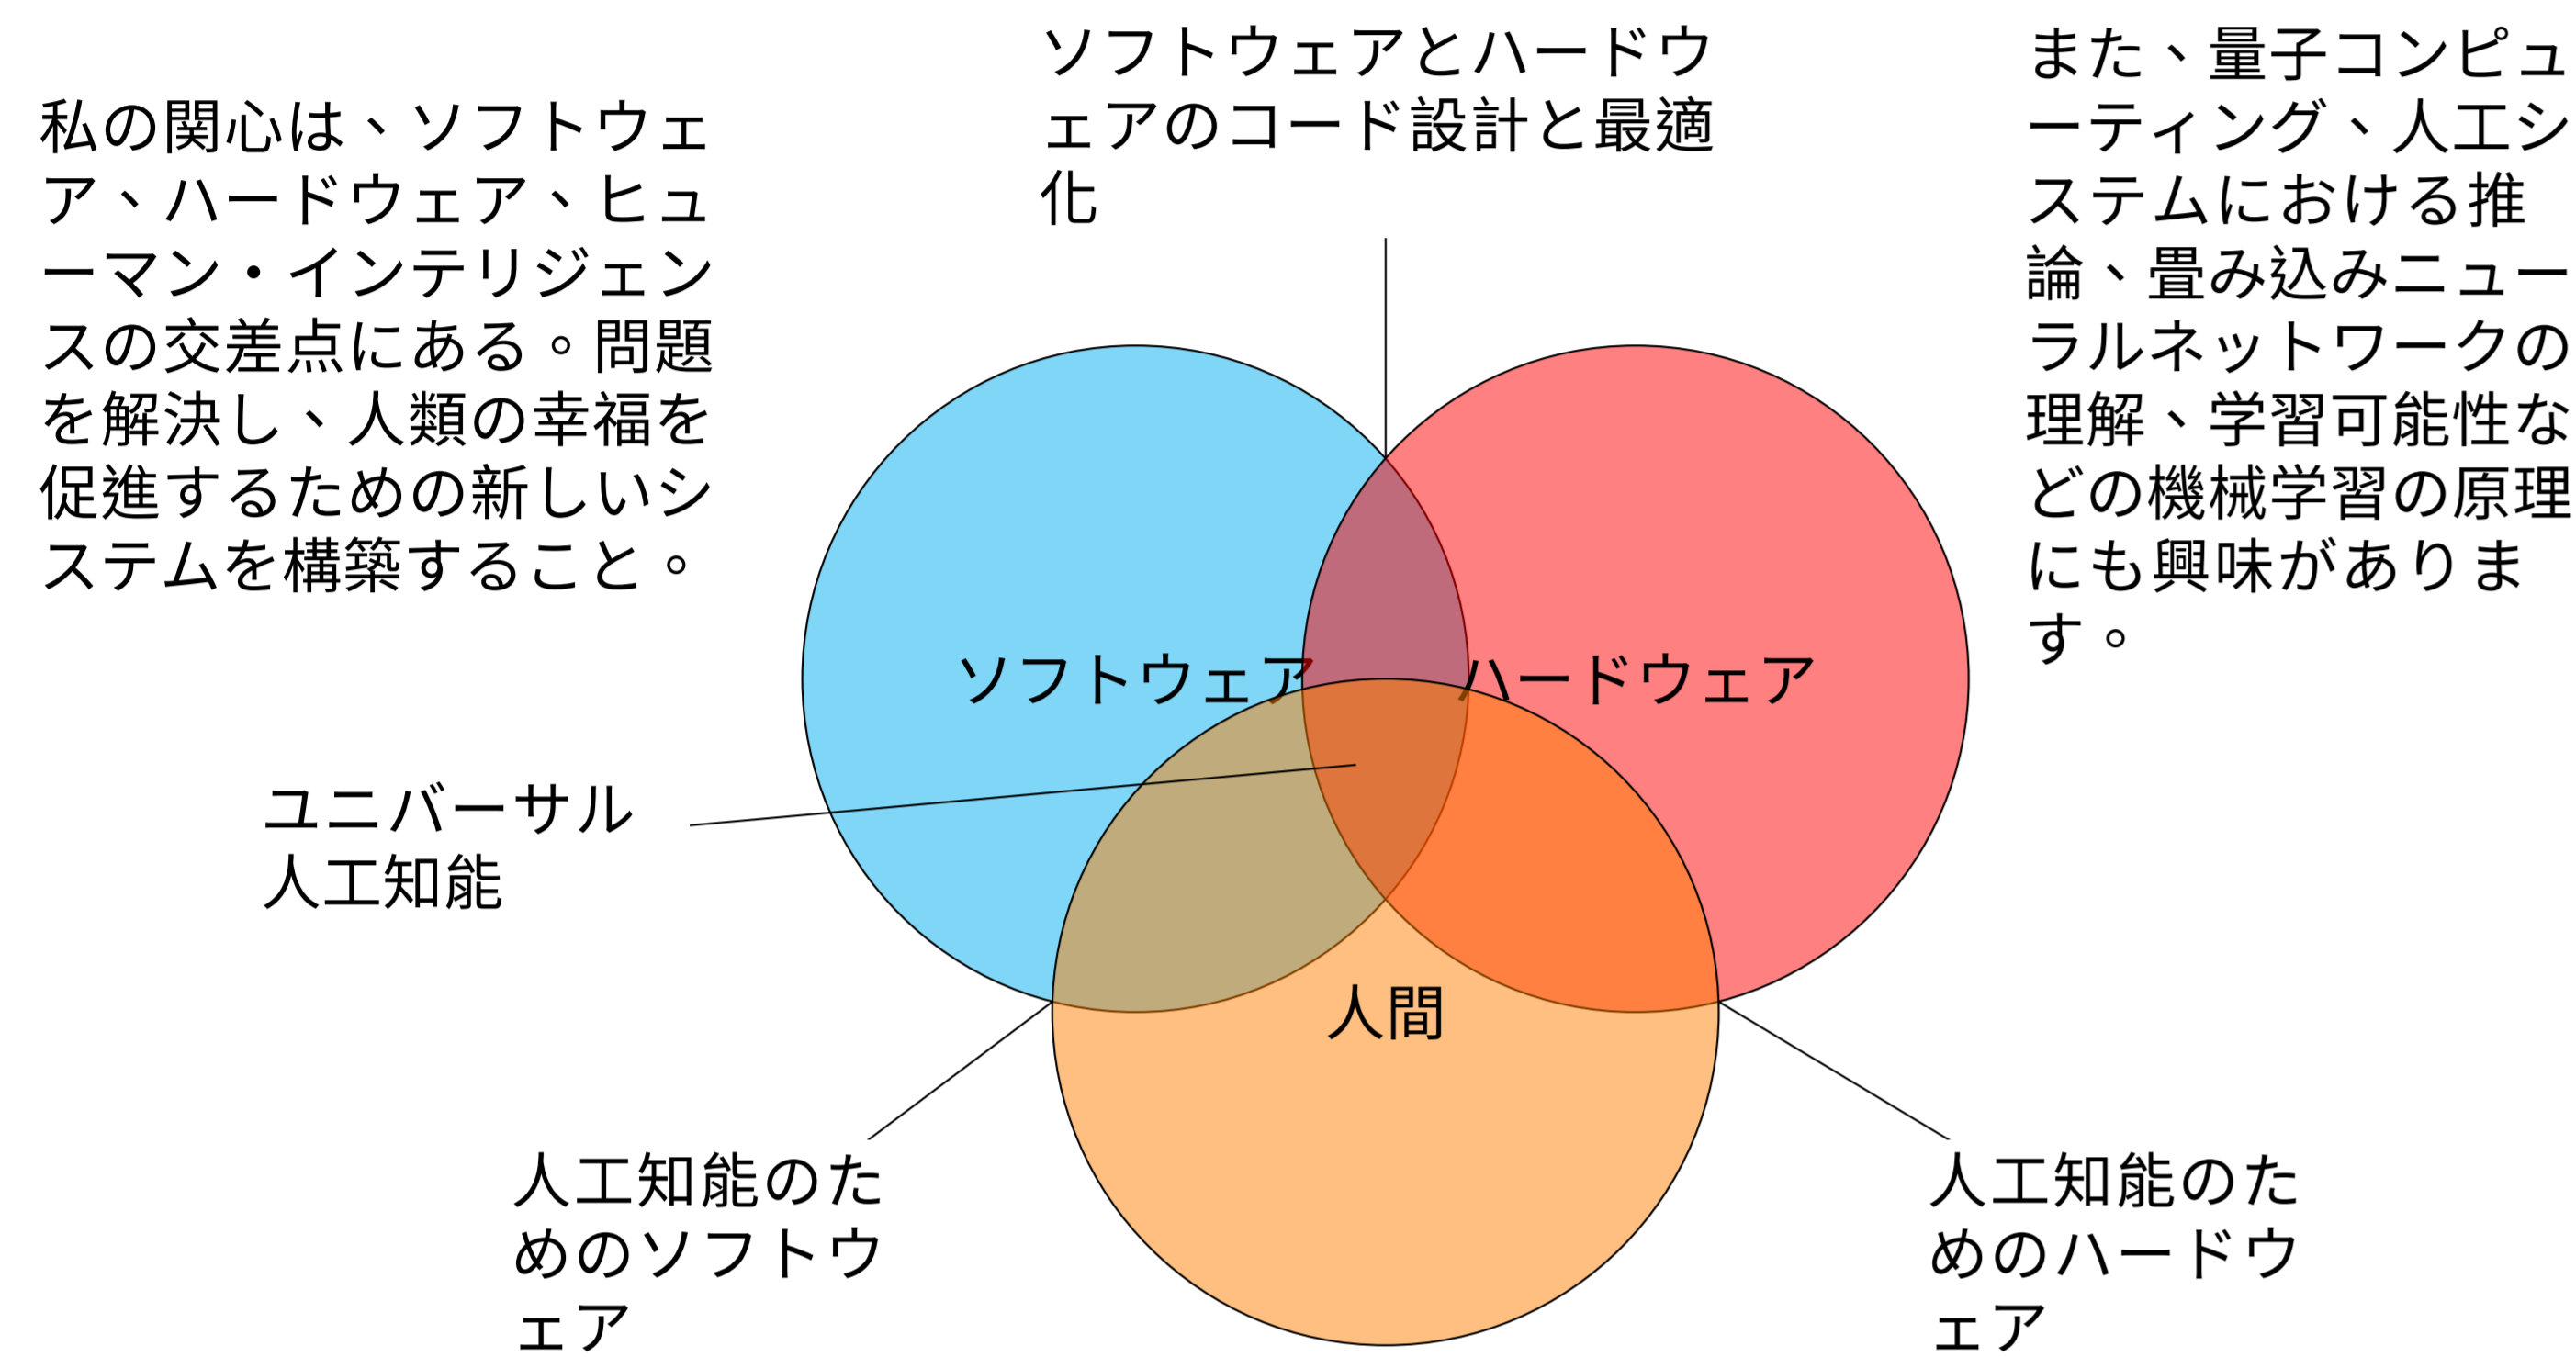 私の関心は、ソフトウェ
ア、ハードウェア、ヒュ
ーマン・インテリジェン
スの交差点にある。問題
を解決し、人類の幸福を
促進するための新しいシ
ステムを構築すること。
ソフトウェアとハードウ
ェアのコード設計と最適
化
また、量子コンピュ
ーティング、人工シ
ステムにおける推
論、畳み込みニュー
ラルネットワークの
理解、学習可能性な
どの機械学習の原理
にも興味がありま
す。
ソフトウェア
ハードウェア
ユニバーサル
人工知能
人間
人工知能のた
めのソフトウ
ェア
人工知能のた
めのハードウ
ェア